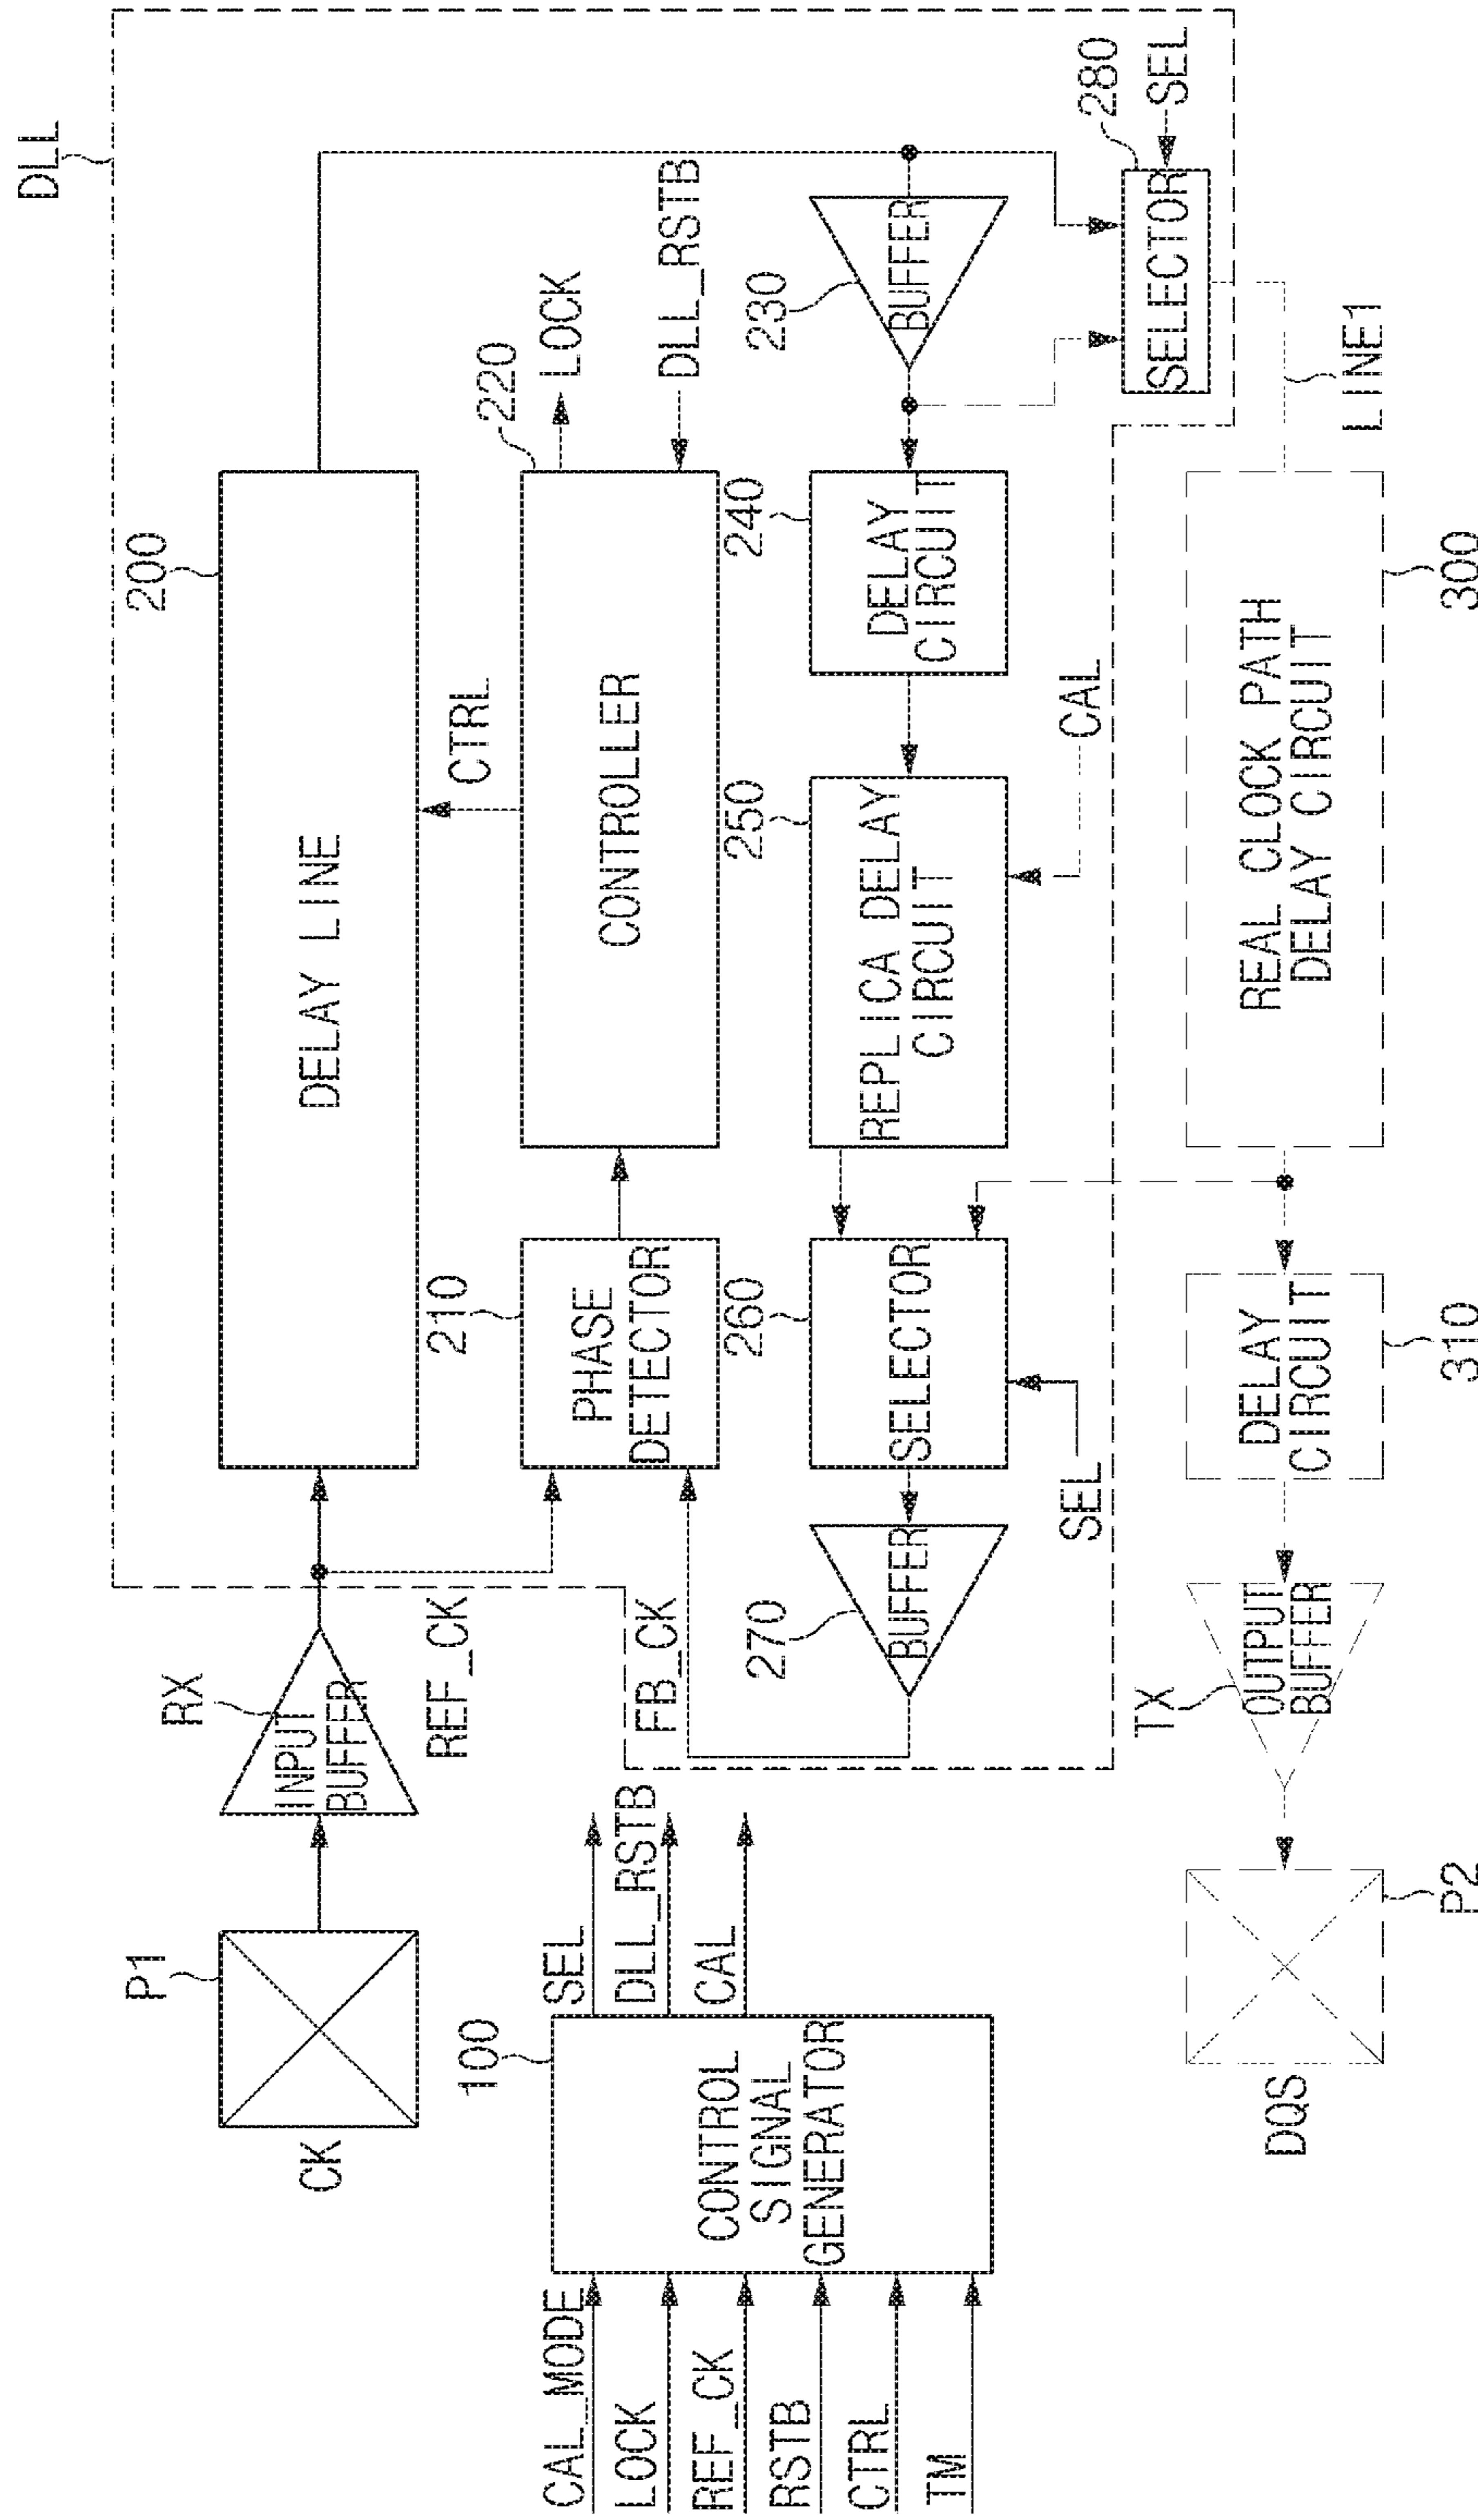 DLL
200
DELAY LINE
P1
CK
RX
INPUT
BUFFER
REF_CK
CTRL
210
PHASE
DETECTOR
220
CONTROLLER
LOCK
DLL_RSTB
FB_CK
100
CONTROL
SIGNAL
GENERATOR
CAL_MODE
LOCK
REF_CK
RSTB
CTRL
TM
SEL
DLL_RSTB
CAL
270
BUFFER
260
SELECTOR
SEL
250
REPLICA DELAY
CIRCUIT
CAL
240
DELAY
CIRCUIT
230
BUFFER
280
SELECTOR
SEL
LINE1
DQS
P2
TX
OUTPUT
BUFFER
DELAY
CIRCUIT
310
REAL CLOCK PATH
DELAY CIRCUIT
300